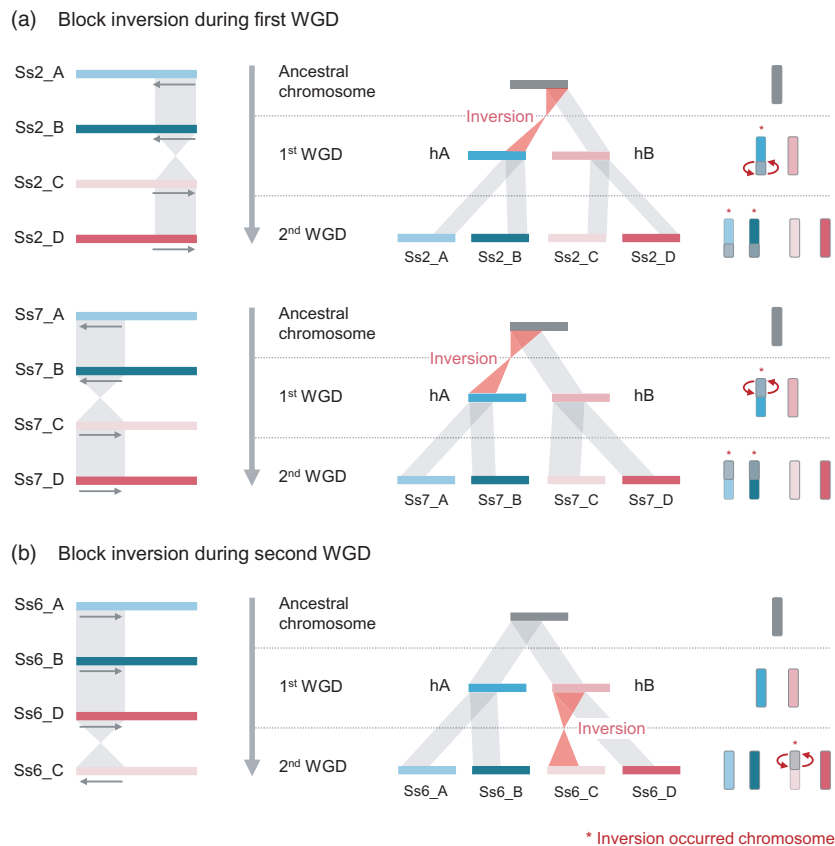 (a) Block inversion during first WGD
Ss2_A
Ss2_B
Ss2_C
Ss2_D
Ancestral
chromosome
Inversion
1st WGD
hA
hB
2nd WGD
Ss2_A
Ss2_B
Ss2_C
Ss2_D
*
* *
Ss7_A
Ss7_B
Ss7_C
Ss7_D
Ancestral
chromosome
Inversion
1st WGD
hA
hB
2nd WGD
Ss7_A
Ss7_B
Ss7_C
Ss7_D
*
* *
(b) Block inversion during second WGD
Ss6_A
Ss6_B
Ss6_D
Ss6_C
Ancestral
chromosome
1st WGD
hA
hB
Inversion
2nd WGD
Ss6_A
Ss6_B
Ss6_C
Ss6_D
*
* Inversion occurred chromosome